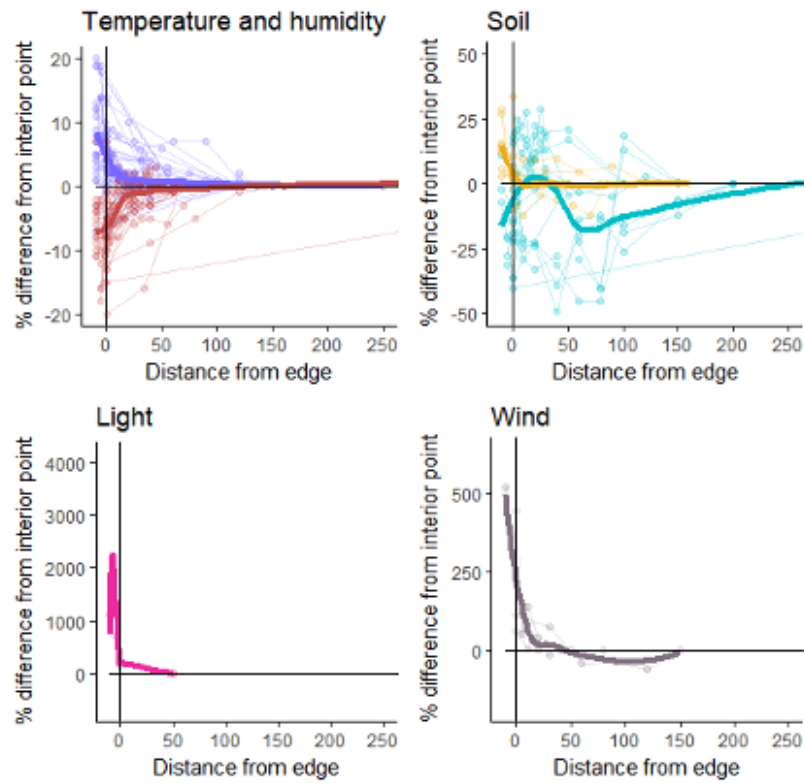 Temperature and humidity
% difference from interior point
20
10
0
-10
-20
0 50 100 150 200 250
Distance from edge
Soil
% difference from interior point
50
25
0
-25
-50
0 50 100 150 200 250
Distance from edge
Light
% difference from interior point
4000
3000
2000
1000
0
0 50 100 150 200 250
Distance from edge
Wind
% difference from interior point
500
250
0
0 50 100 150 200 250
Distance from edge